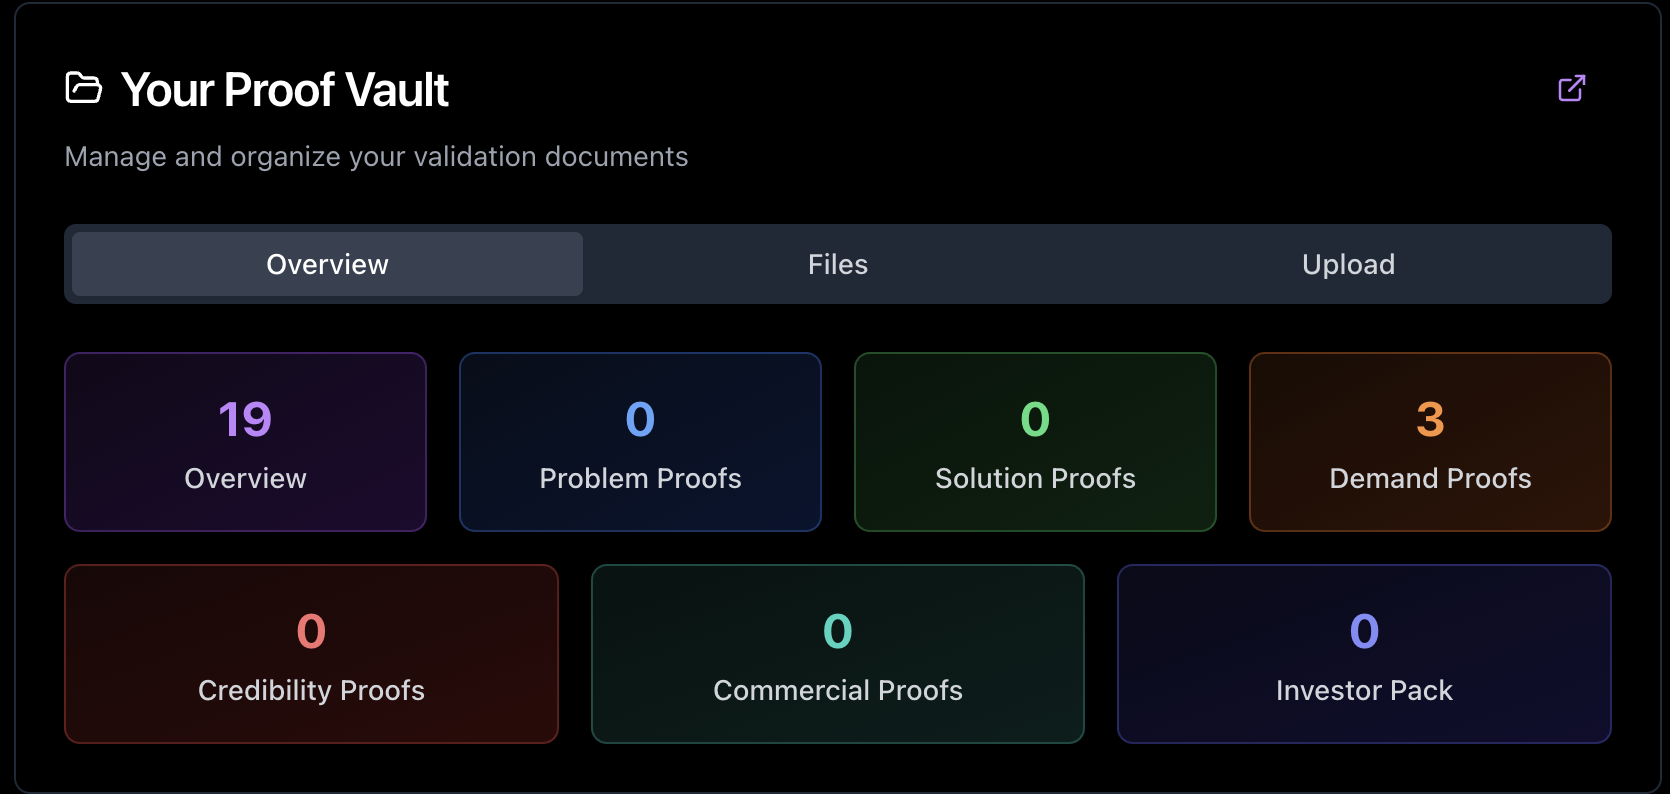 Your Proof Vault
Manage and organize your validation documents
Overview Files Upload
19 0 0 3
Overview Problem Proofs Solution Proofs Demand Proofs
0 0 0
Credibility Proofs Commercial Proofs Investor Pack